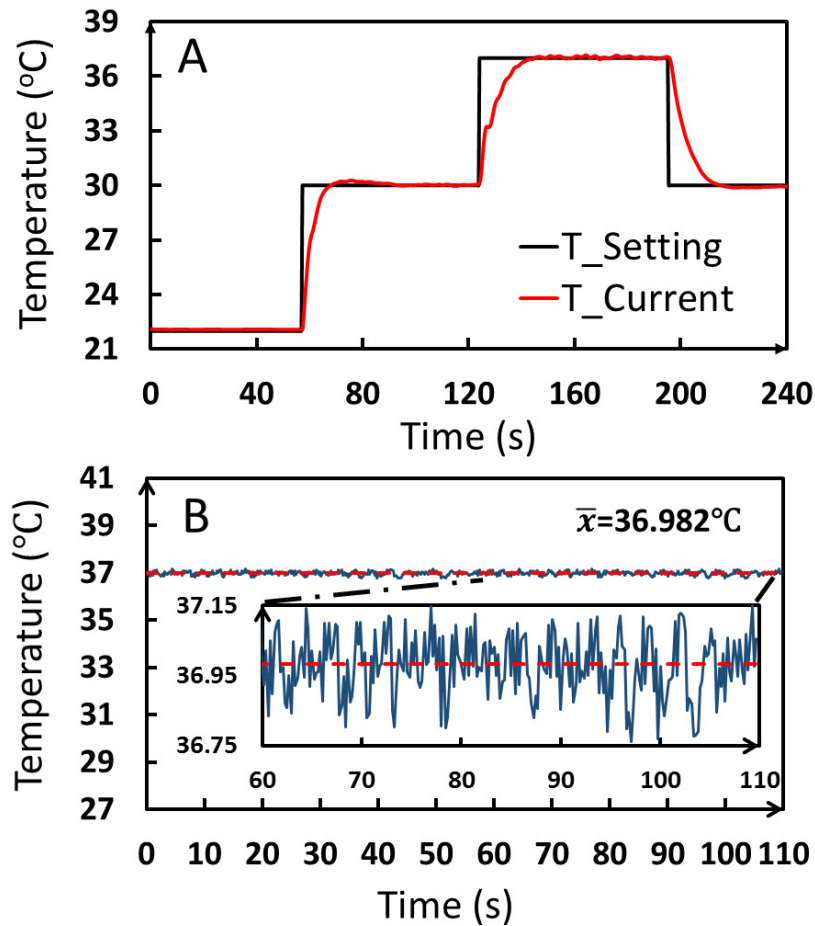 A
Temperature (°C)
39
36
33
30
27
24
21
T_Setting
T_Current
0 40 80 120 160 200 240
Time (s)
B
x̅=36.982℃
Temperature (℃)
41
39
37
35
33
31
29
27
37.15
36.95
36.75
60 70 80 90 100 110
0 10 20 30 40 50 60 70 80 90 100 110
Time (s)